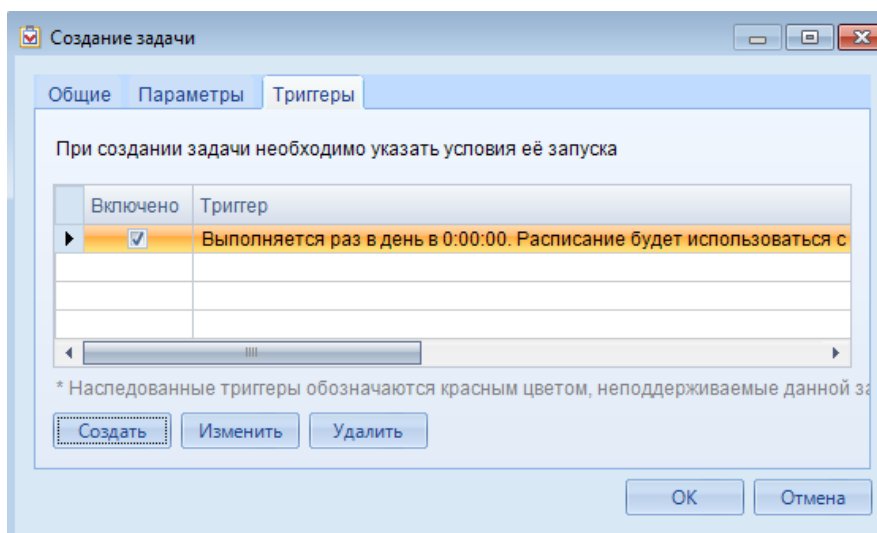 Создание задачи
Общие Параметры Триггеры
При создании задачи необходимо указать условия её запуска
Включено Триггер
Выполняется раз в день в 0:00:00. Расписание будет использоваться с
* Наследованные триггеры обозначаются красным цветом, неподдерживаемые данной
Создать Изменить Удалить
ОК Отмена